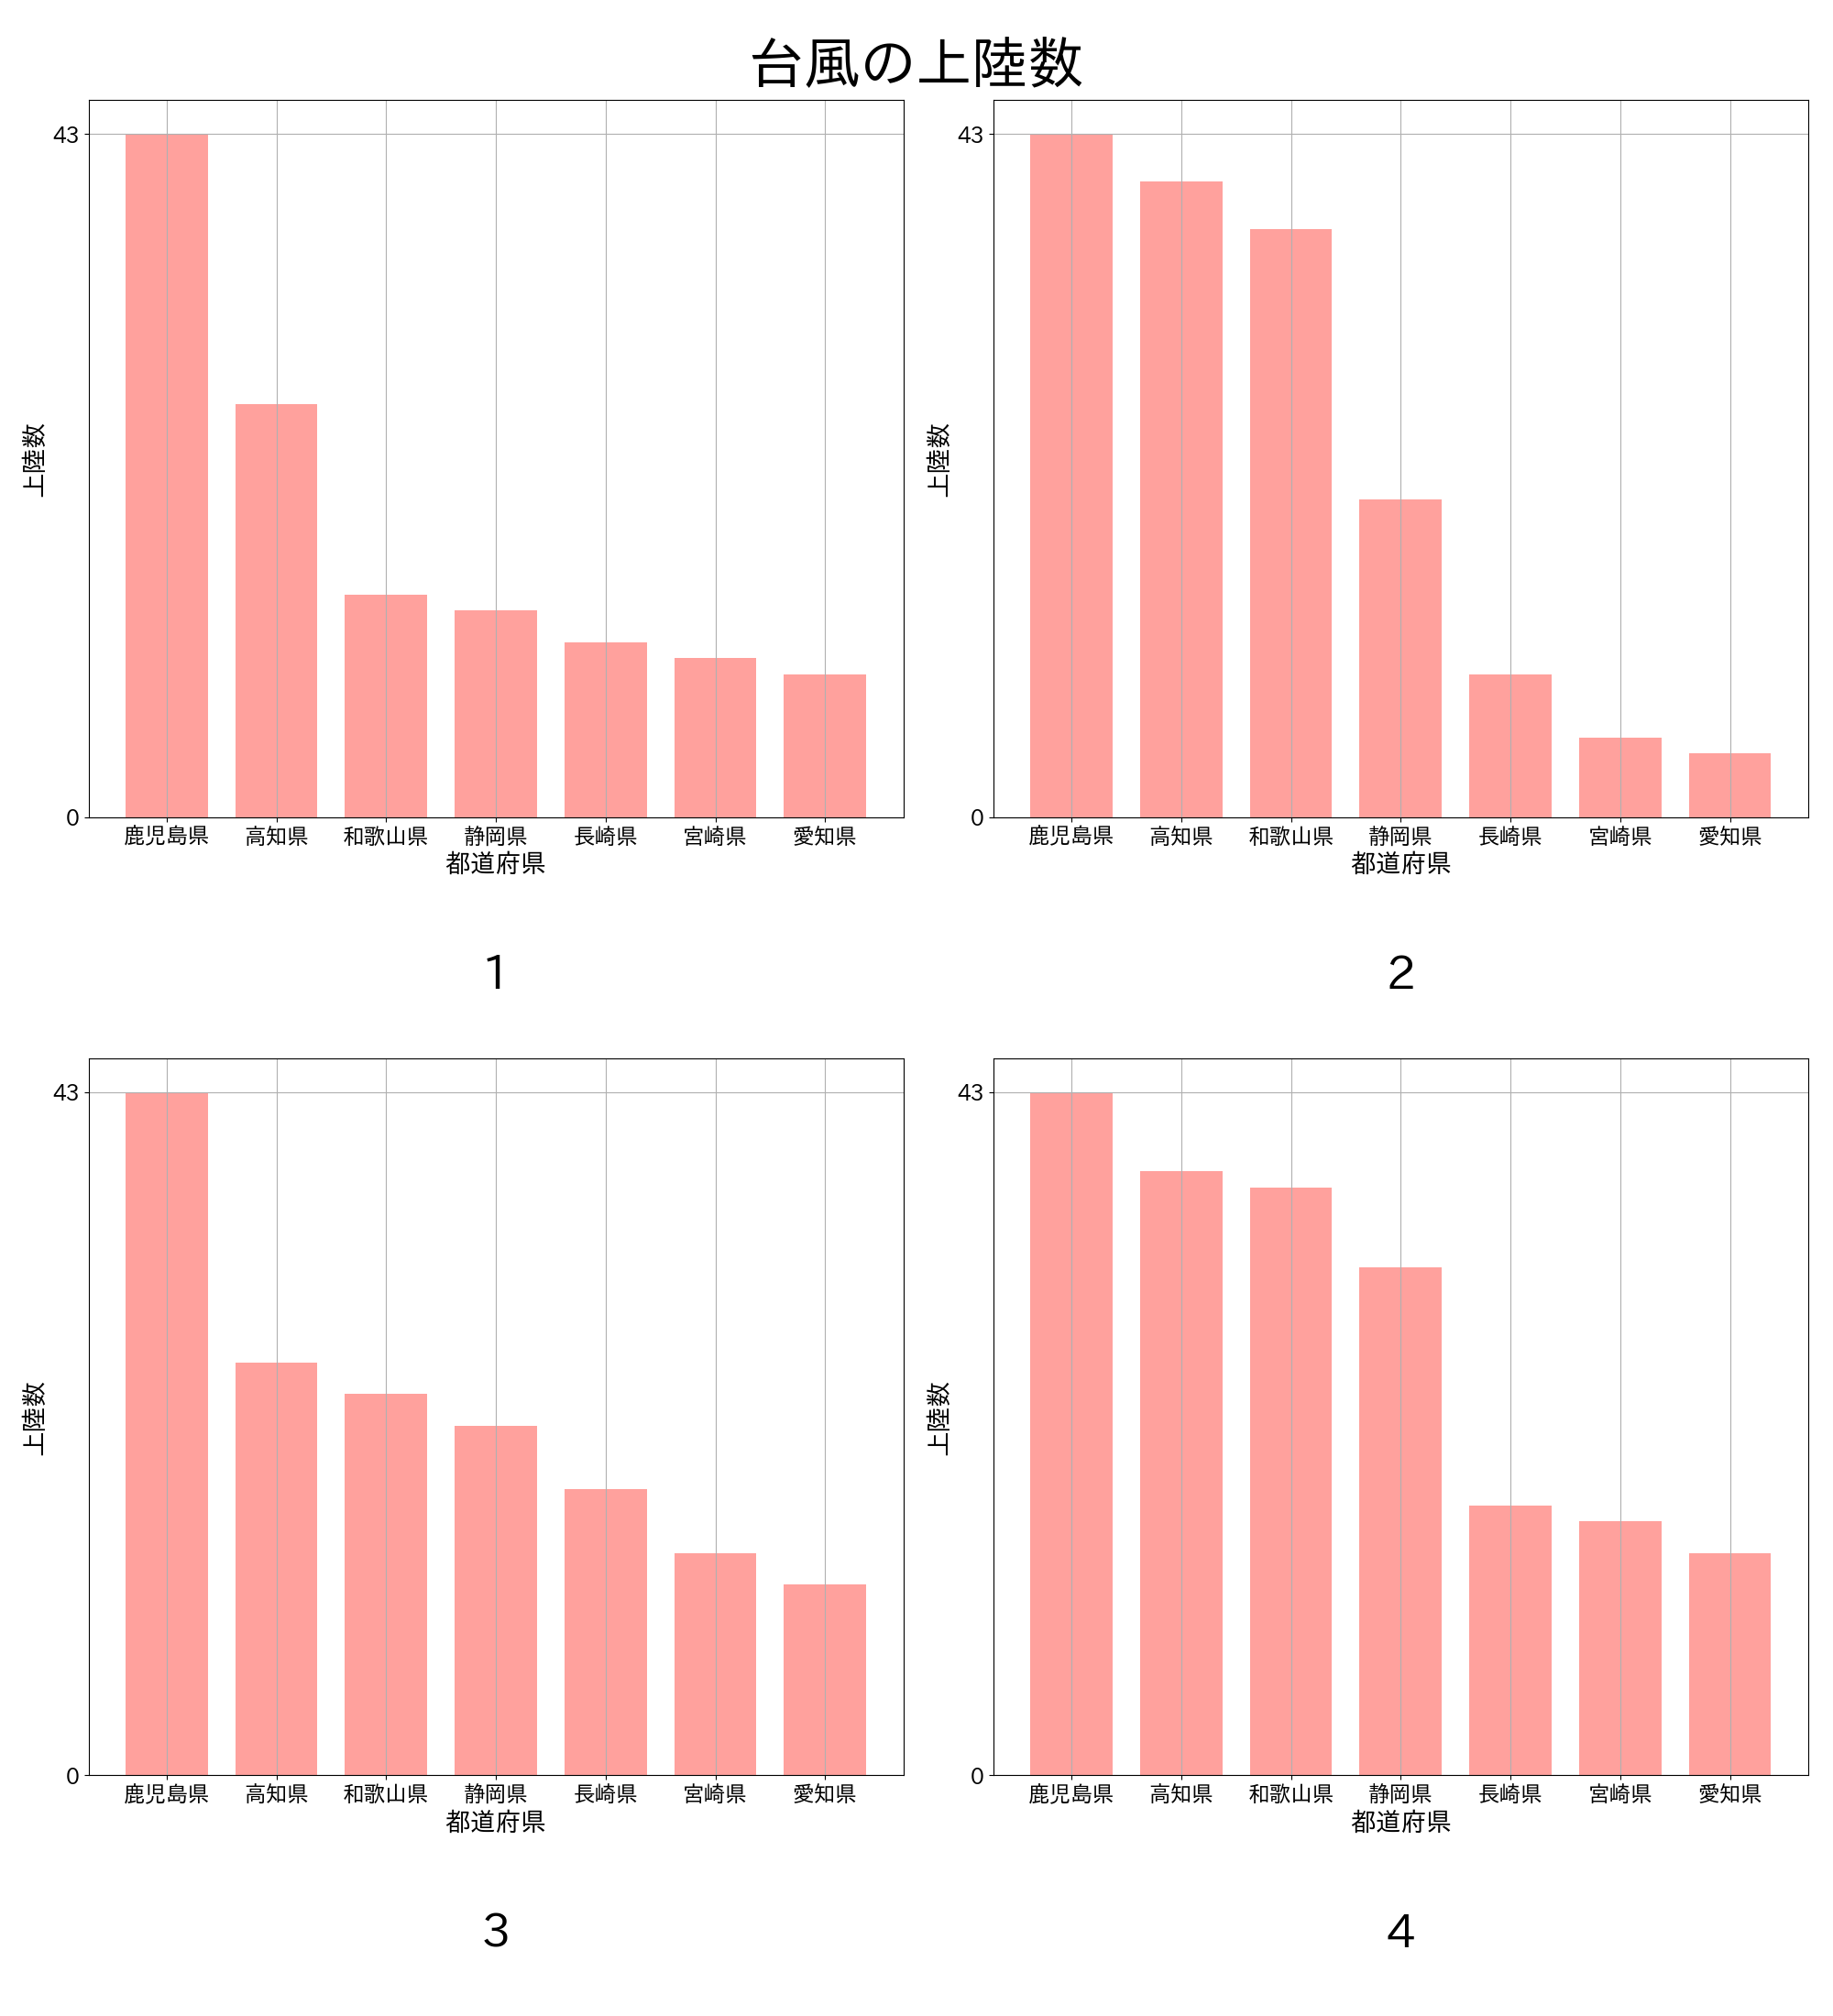 台風の上陸数
43
0
上陸数
鹿児島県 高知県 和歌山県 静岡県 長崎県 宮崎県 愛知県
都道府県
1
43
0
上陸数
鹿児島県 高知県 和歌山県 静岡県 長崎県 宮崎県 愛知県
都道府県
2
43
0
上陸数
鹿児島県 高知県 和歌山県 静岡県 長崎県 宮崎県 愛知県
都道府県
3
43
0
上陸数
鹿児島県 高知県 和歌山県 静岡県 長崎県 宮崎県 愛知県
都道府県
4